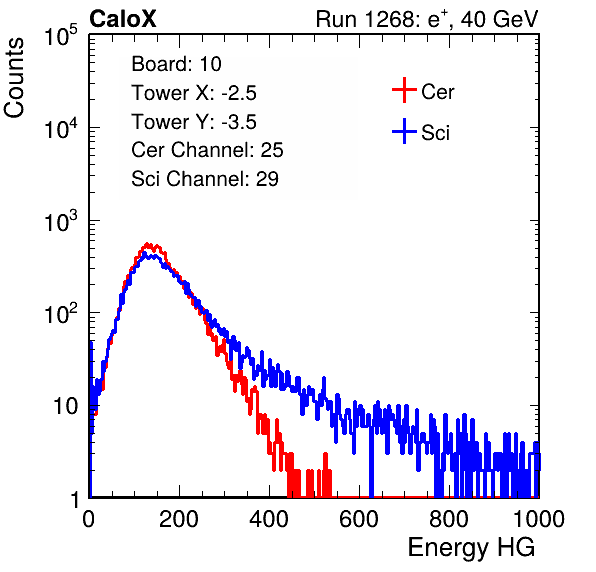 CaloX Run 1268: e+, 40 GeV
Counts
10^5
10^4
10^3
10^2
10
1
Board: 10
Tower X: -2.5
Tower Y: -3.5
Cer Channel: 25
Sci Channel: 29
Cer
Sci
0 200 400 600 800 1000
Energy HG